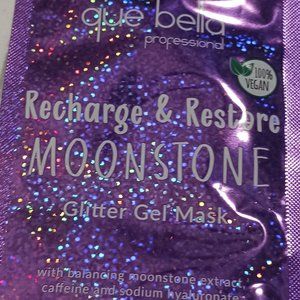 que bella
professional
100%
VEGAN
Recharge & Restore
MOONSTONE
Glitter Gel Mask
with balancing moonstone extract,
caffeine and sodium hyaluronate